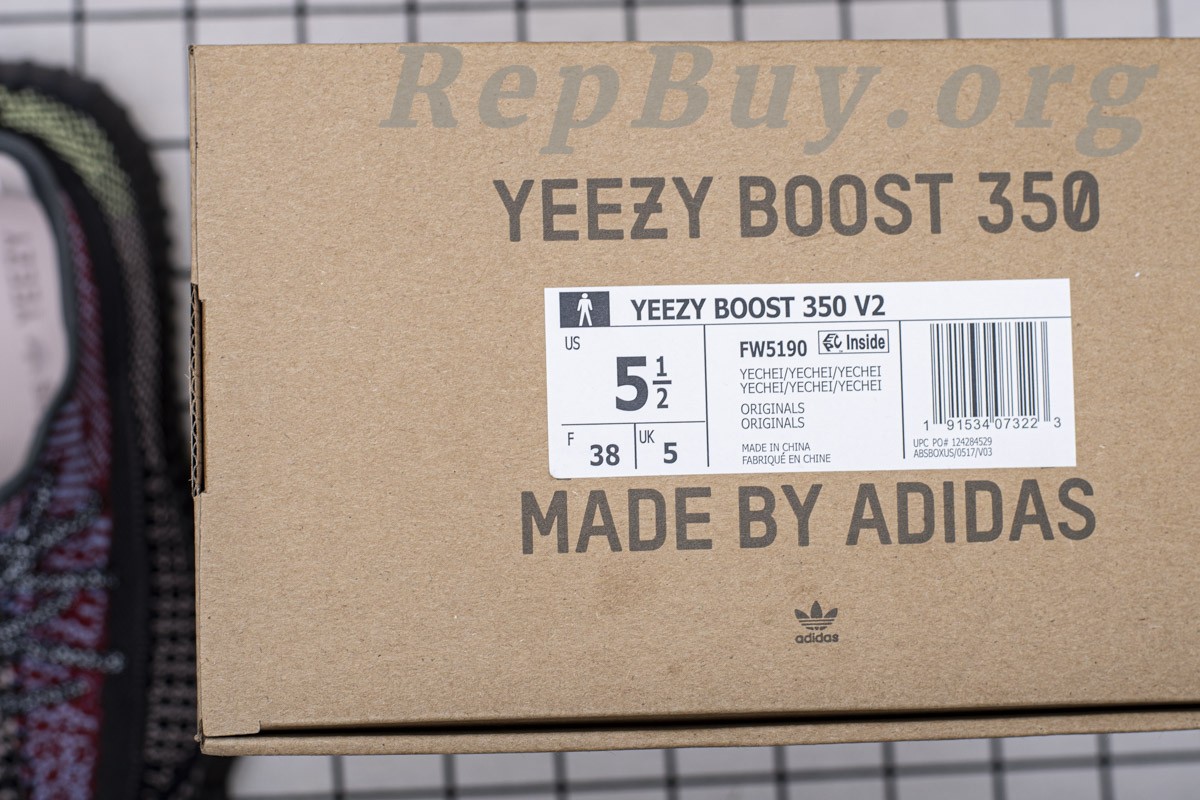 RepBuy.org
YEEZY BOOST 350
YEEZY BOOST 350 V2
US
5 1/2
F 38
UK 5
FW5190
Inside
YECHEI/YECHEI/YECHEI
YECHEI/YECHEI/YECHEI
ORIGINALS
ORIGINALS
MADE IN CHINA
FABRIQUÉ EN CHINE
1 91534 07322 3
UPC PO# 124284529
ABSBOXUS/0517/V03
MADE BY ADIDAS
adidas
YEEZY